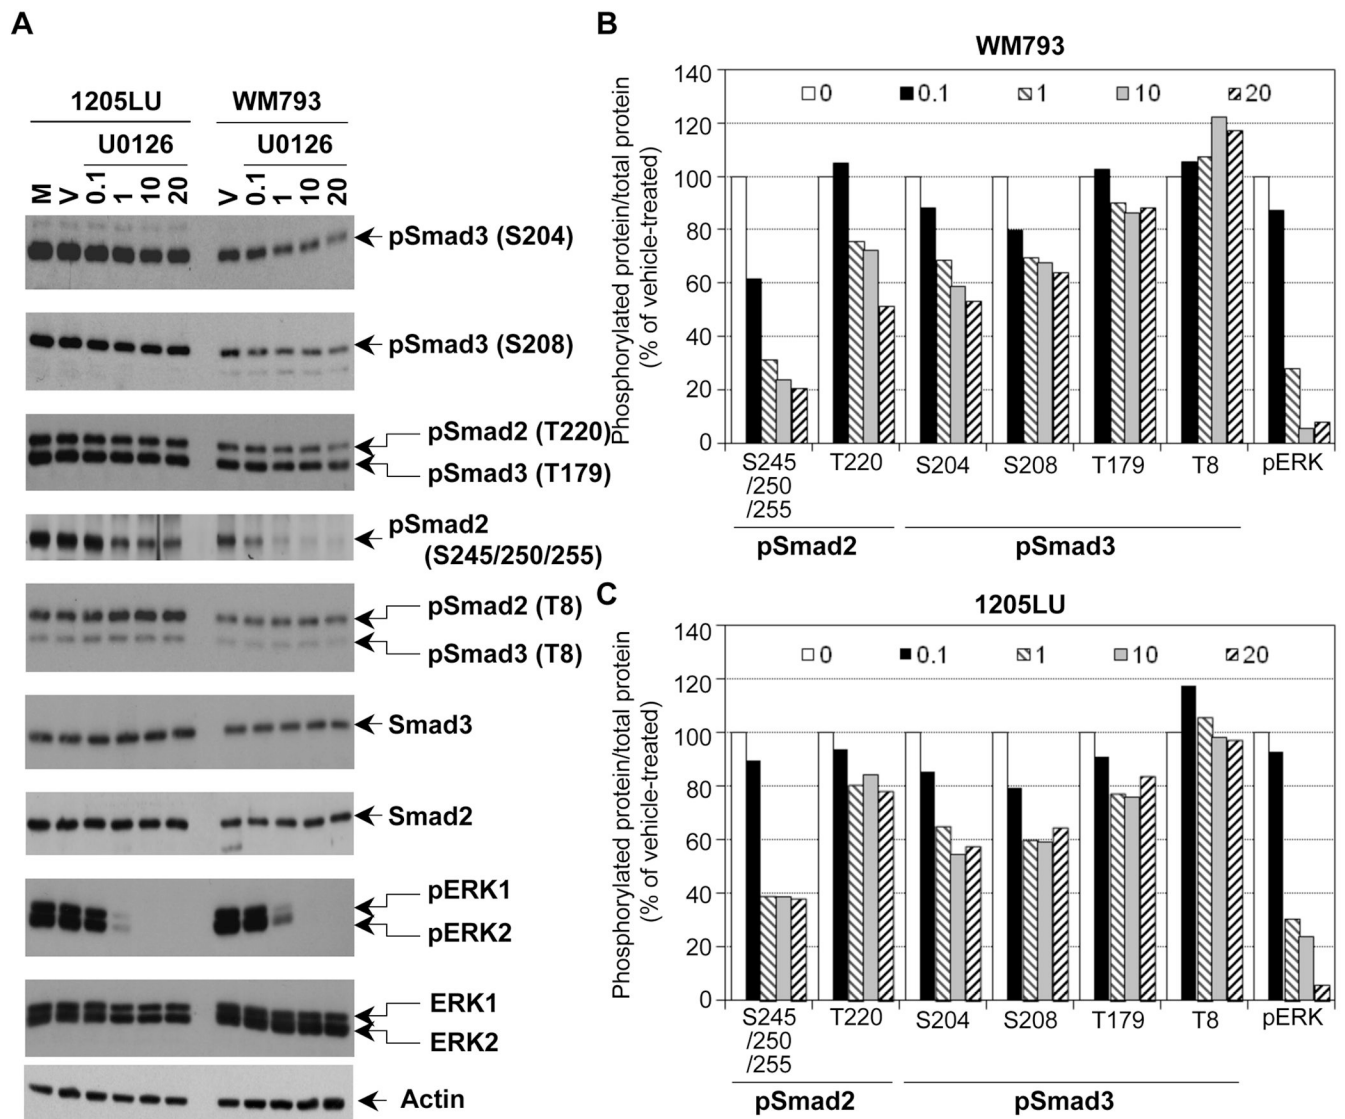 A
1205LU
WM793
U0126
U0126
M V 0.1 1 10 20
V 0.1 1 10 20
pSmad3 (S204)
pSmad3 (S208)
pSmad2 (T220)
pSmad3 (T179)
pSmad2
(S245/250/255)
pSmad2 (T8)
pSmad3 (T8)
Smad3
Smad2
pERK1
pERK2
ERK1
ERK2
Actin
B
WM793
Phosphorylated protein/total protein
(% of vehicle-treated)
140
120
100
80
60
40
20
0
0 0.1 1 10 20
S245 T220 S204 S208 T179 T8 pERK
/250
/255
pSmad2 pSmad3
C
1205LU
Phosphorylated protein/total protein
(% of vehicle-treated)
140
120
100
80
60
40
20
0
0 0.1 1 10 20
S245 T220 S204 S208 T179 T8 pERK
/250
/255
pSmad2 pSmad3